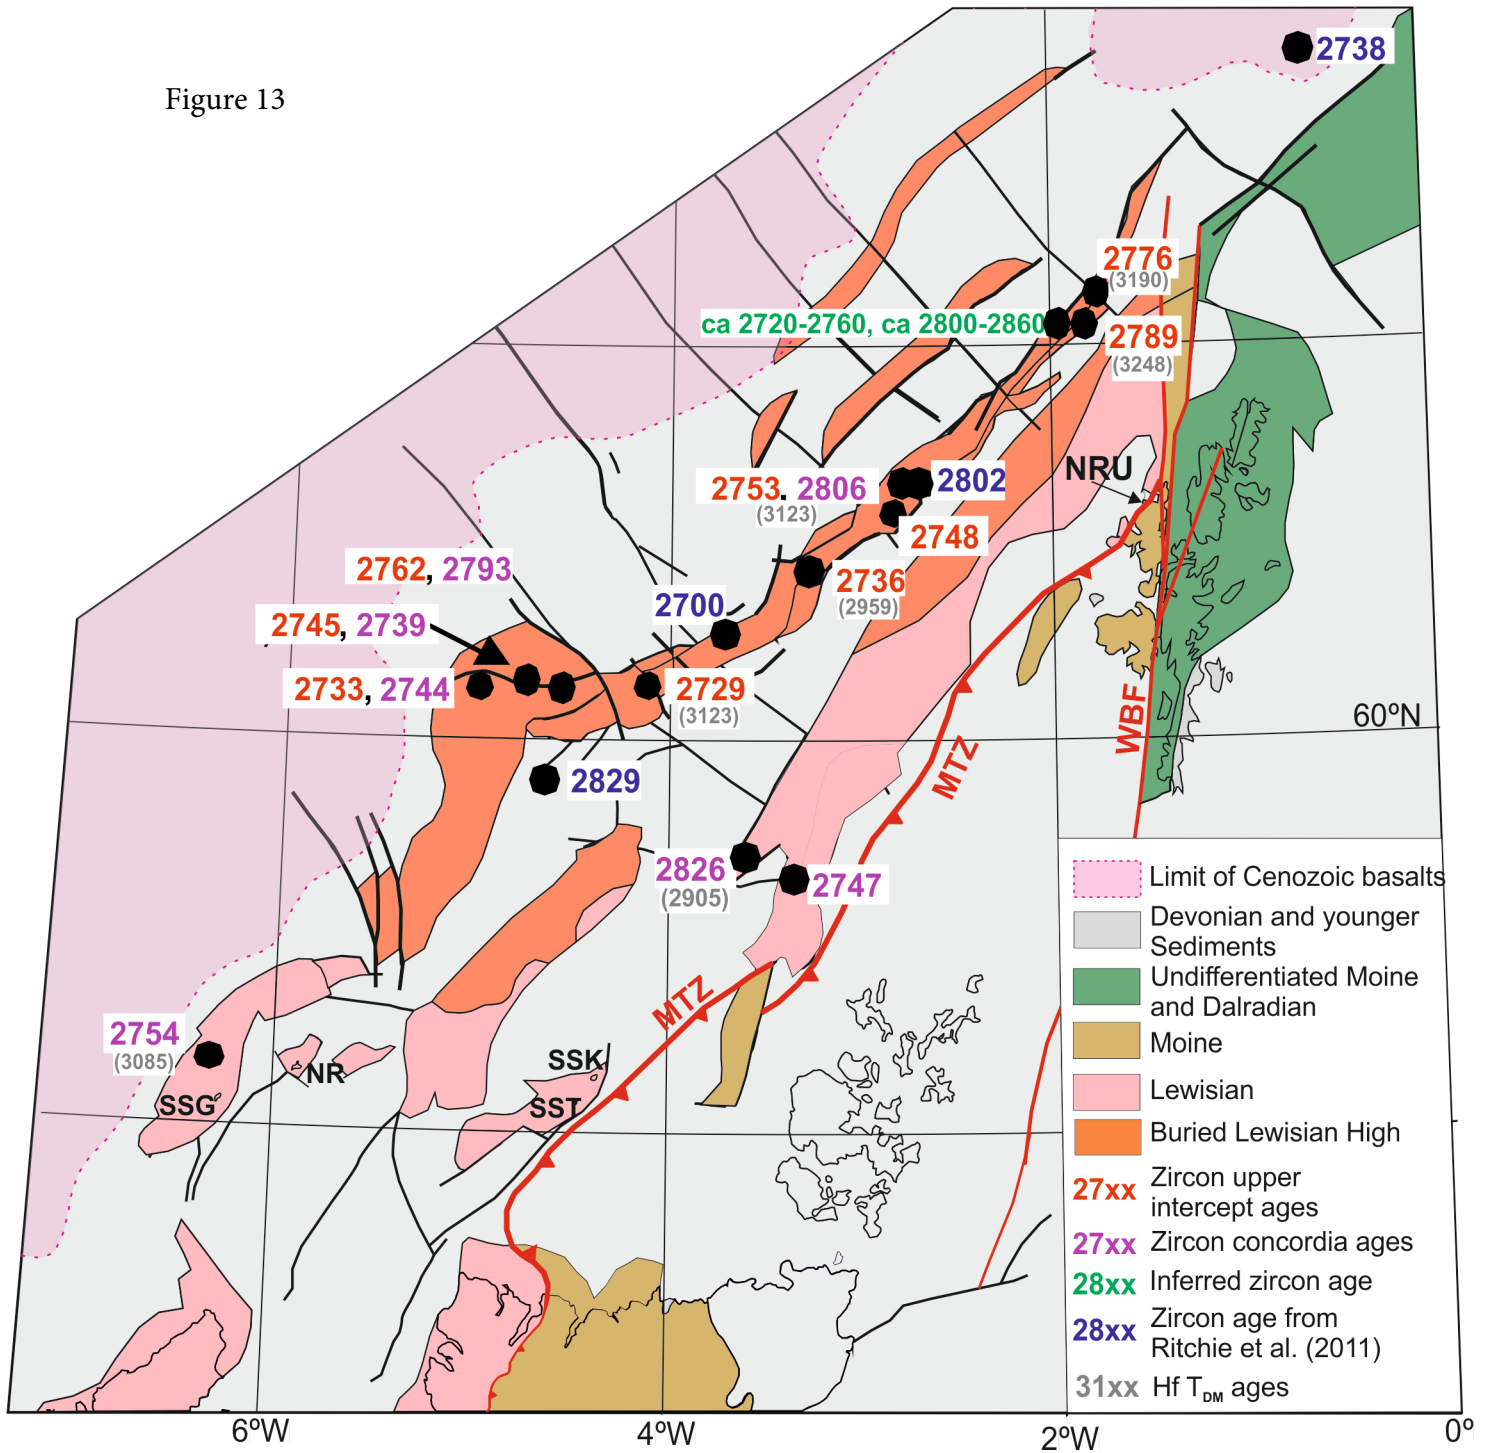 2738
Figure 13
2776
(3190)
ca 2720-2760, ca 2800-2860
2789
(3248)
NRU
2753. 2806
(3123)
2802
2748
2762, 2793
2736
(2959)
2700
2745, 2739
2733, 2744
2729
(3123)
60ºN
WBF
MTZ
2829
2826
(2905)
2747
MTZ
2754
(3085)
SSG
NR
SSK
SST
Limit of Cenozoic basalts
Devonian and younger
Sediments
Undifferentiated Moine
and Dalradian
Moine
Lewisian
Buried Lewisian High
27xx Zircon upper
intercept ages
27xx Zircon concordia ages
28xx Inferred zircon age
28xx Zircon age from
Ritchie et al. (2011)
31xx Hf TDM ages
6ºW
4ºW
2ºW
0º